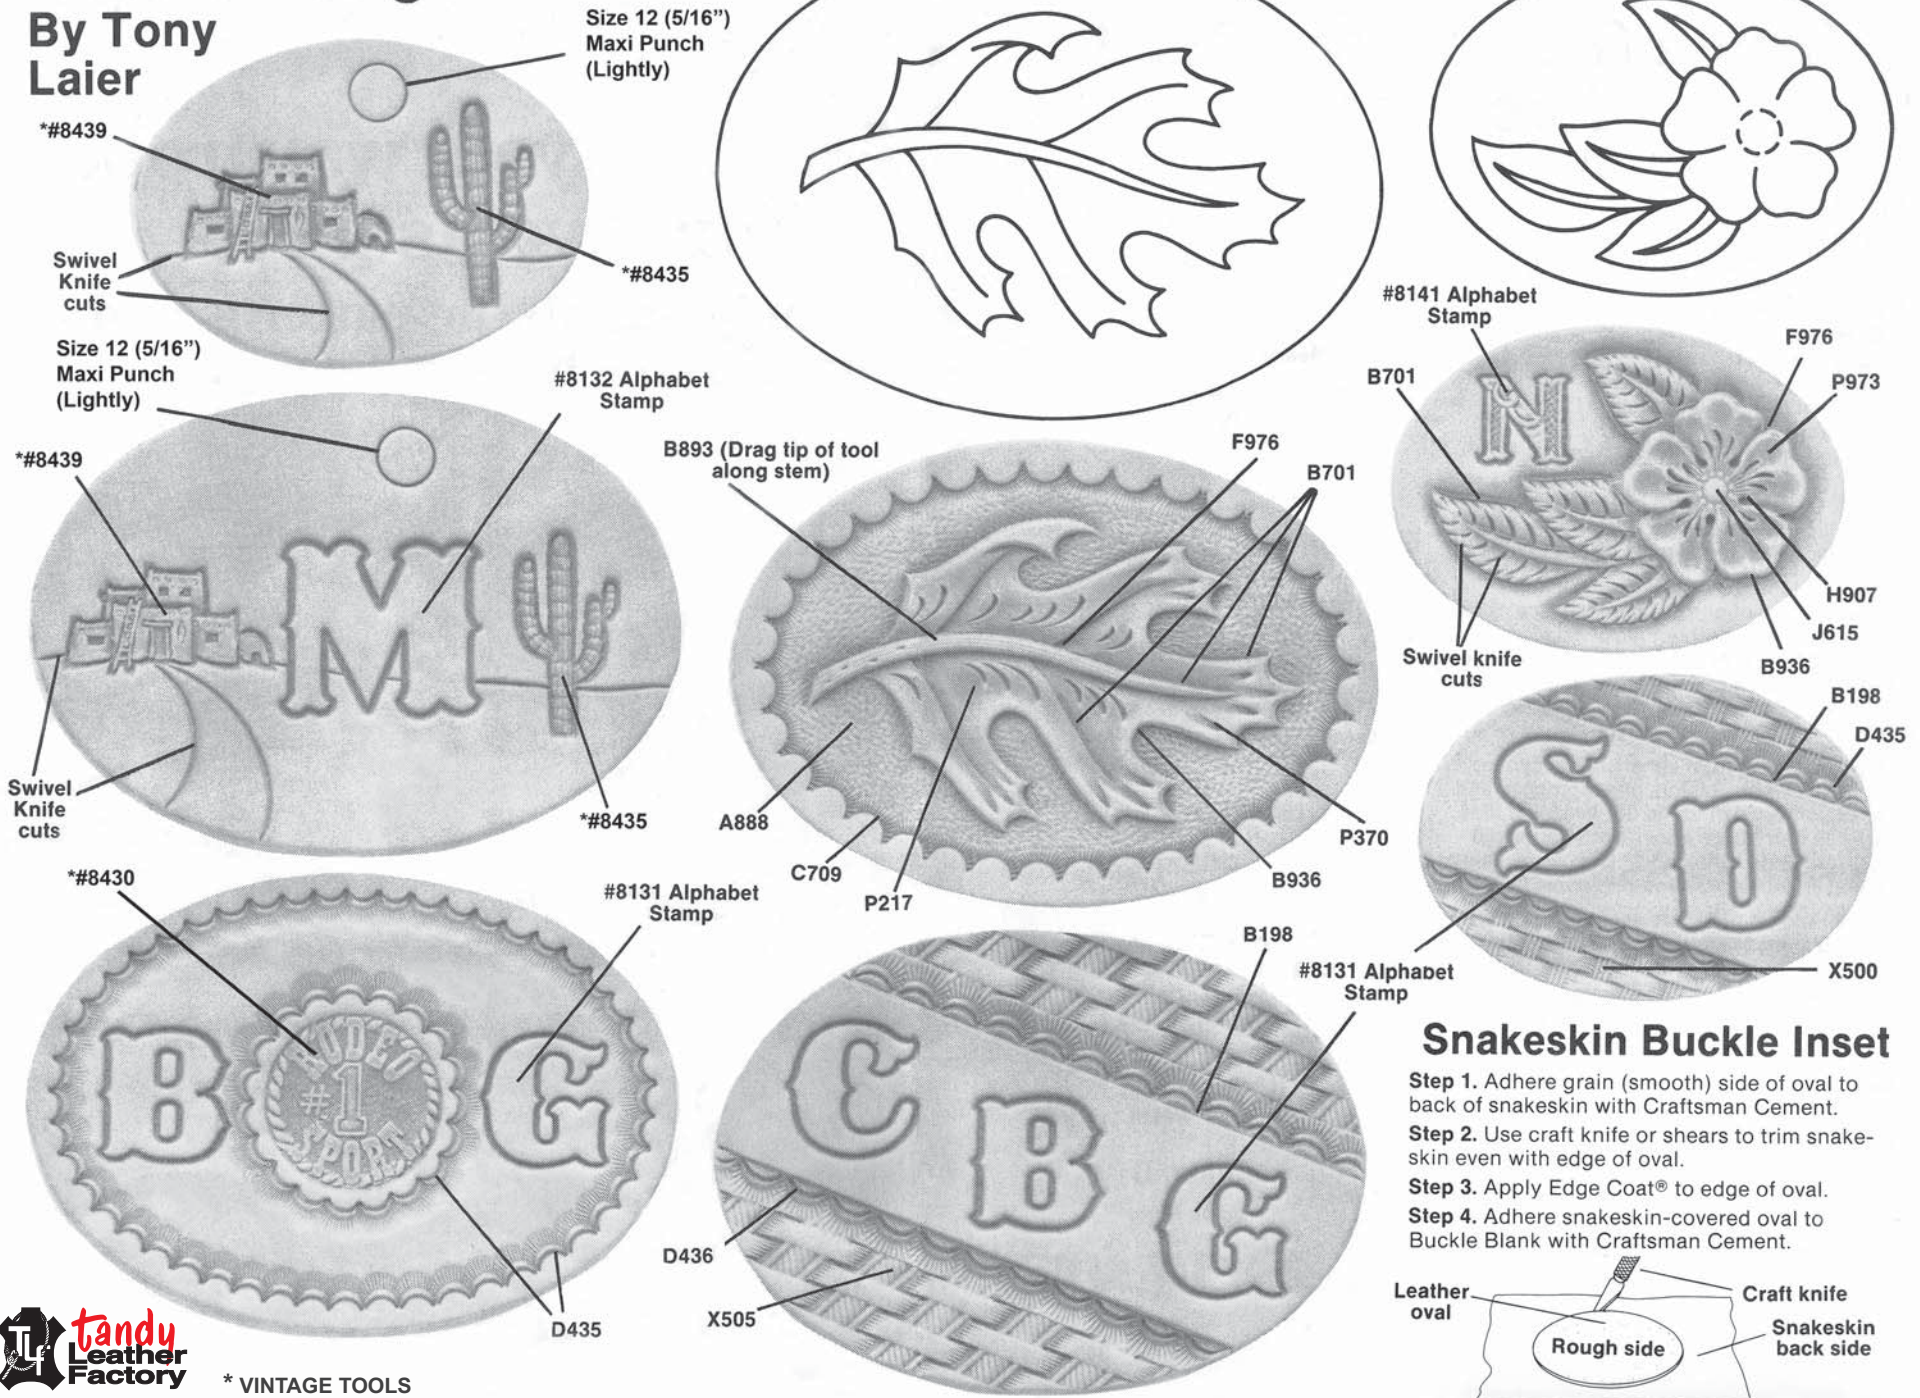 By Tony
Laier
Size 12 (5/16”)
Maxi Punch
(Lightly)
*#8439
*#8435
Swivel
Knife
cuts
Size 12 (5/16”)
Maxi Punch
(Lightly)
#8132 Alphabet
Stamp
*#8439
M
Swivel
Knife
cuts
*#8435
*#8430
#8131 Alphabet
Stamp
B
RODEO
#1
SPORT
G
D435
B893 (Drag tip of tool
along stem)
F976
B701
A888
C709
P217
B936
P370
#8141 Alphabet
Stamp
B701
N
F976
P973
H907
J615
B936
Swivel knife
cuts
B198
D435
S D
X500
B198
#8131 Alphabet
Stamp
C B G
D436
X505
Snakeskin Buckle Inset
Step 1. Adhere grain (smooth) side of oval to
back of snakeskin with Craftsman Cement.
Step 2. Use craft knife or shears to trim snake-
skin even with edge of oval.
Step 3. Apply Edge Coat® to edge of oval.
Step 4. Adhere snakeskin-covered oval to
Buckle Blank with Craftsman Cement.
Leather
oval
Craft knife
Rough side
Snakeskin
back side
TLF
tandy
Leather
Factory
* VINTAGE TOOLS